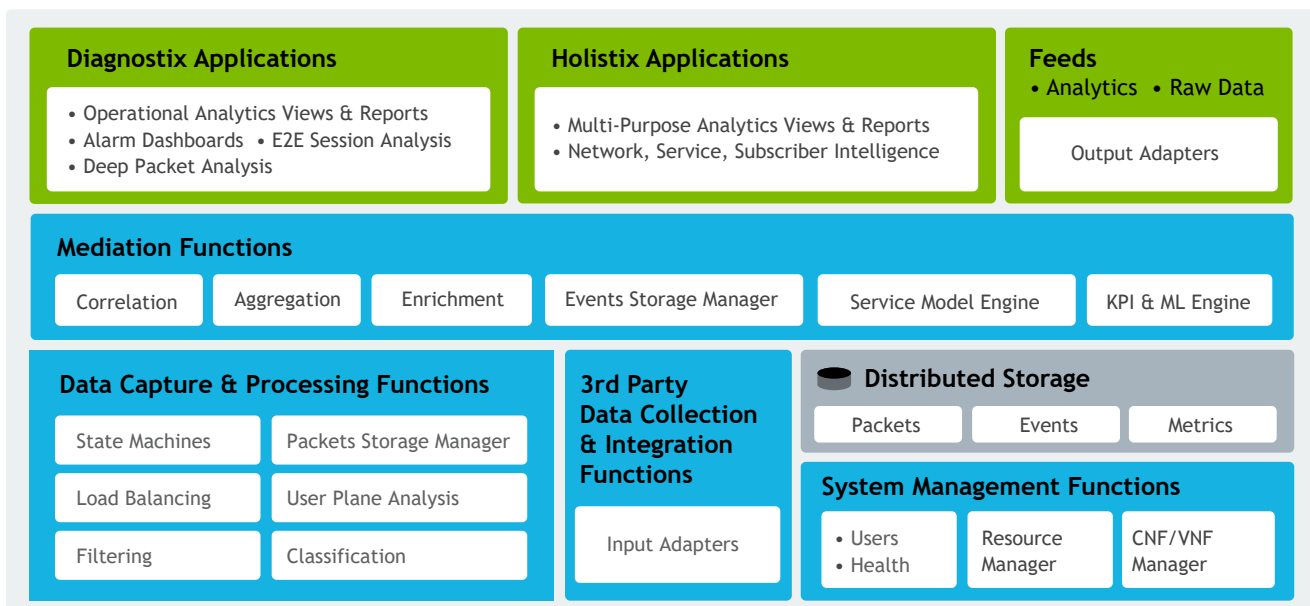 Diagnostix Applications
• Operational Analytics Views & Reports
• Alarm Dashboards • E2E Session Analysis
• Deep Packet Analysis
Holistix Applications
• Multi-Purpose Analytics Views & Reports
• Network, Service, Subscriber Intelligence
Feeds
• Analytics • Raw Data
Output Adapters
Mediation Functions
Correlation
Aggregation
Enrichment
Events Storage Manager
Service Model Engine
KPI & ML Engine
Data Capture & Processing Functions
State Machines
Packets Storage Manager
Load Balancing
User Plane Analysis
Filtering
Classification
3rd Party
Data Collection
& Integration
Functions
Input Adapters
Distributed Storage
Packets
Events
Metrics
System Management Functions
• Users
• Health
Resource
Manager
CNF/VNF
Manager